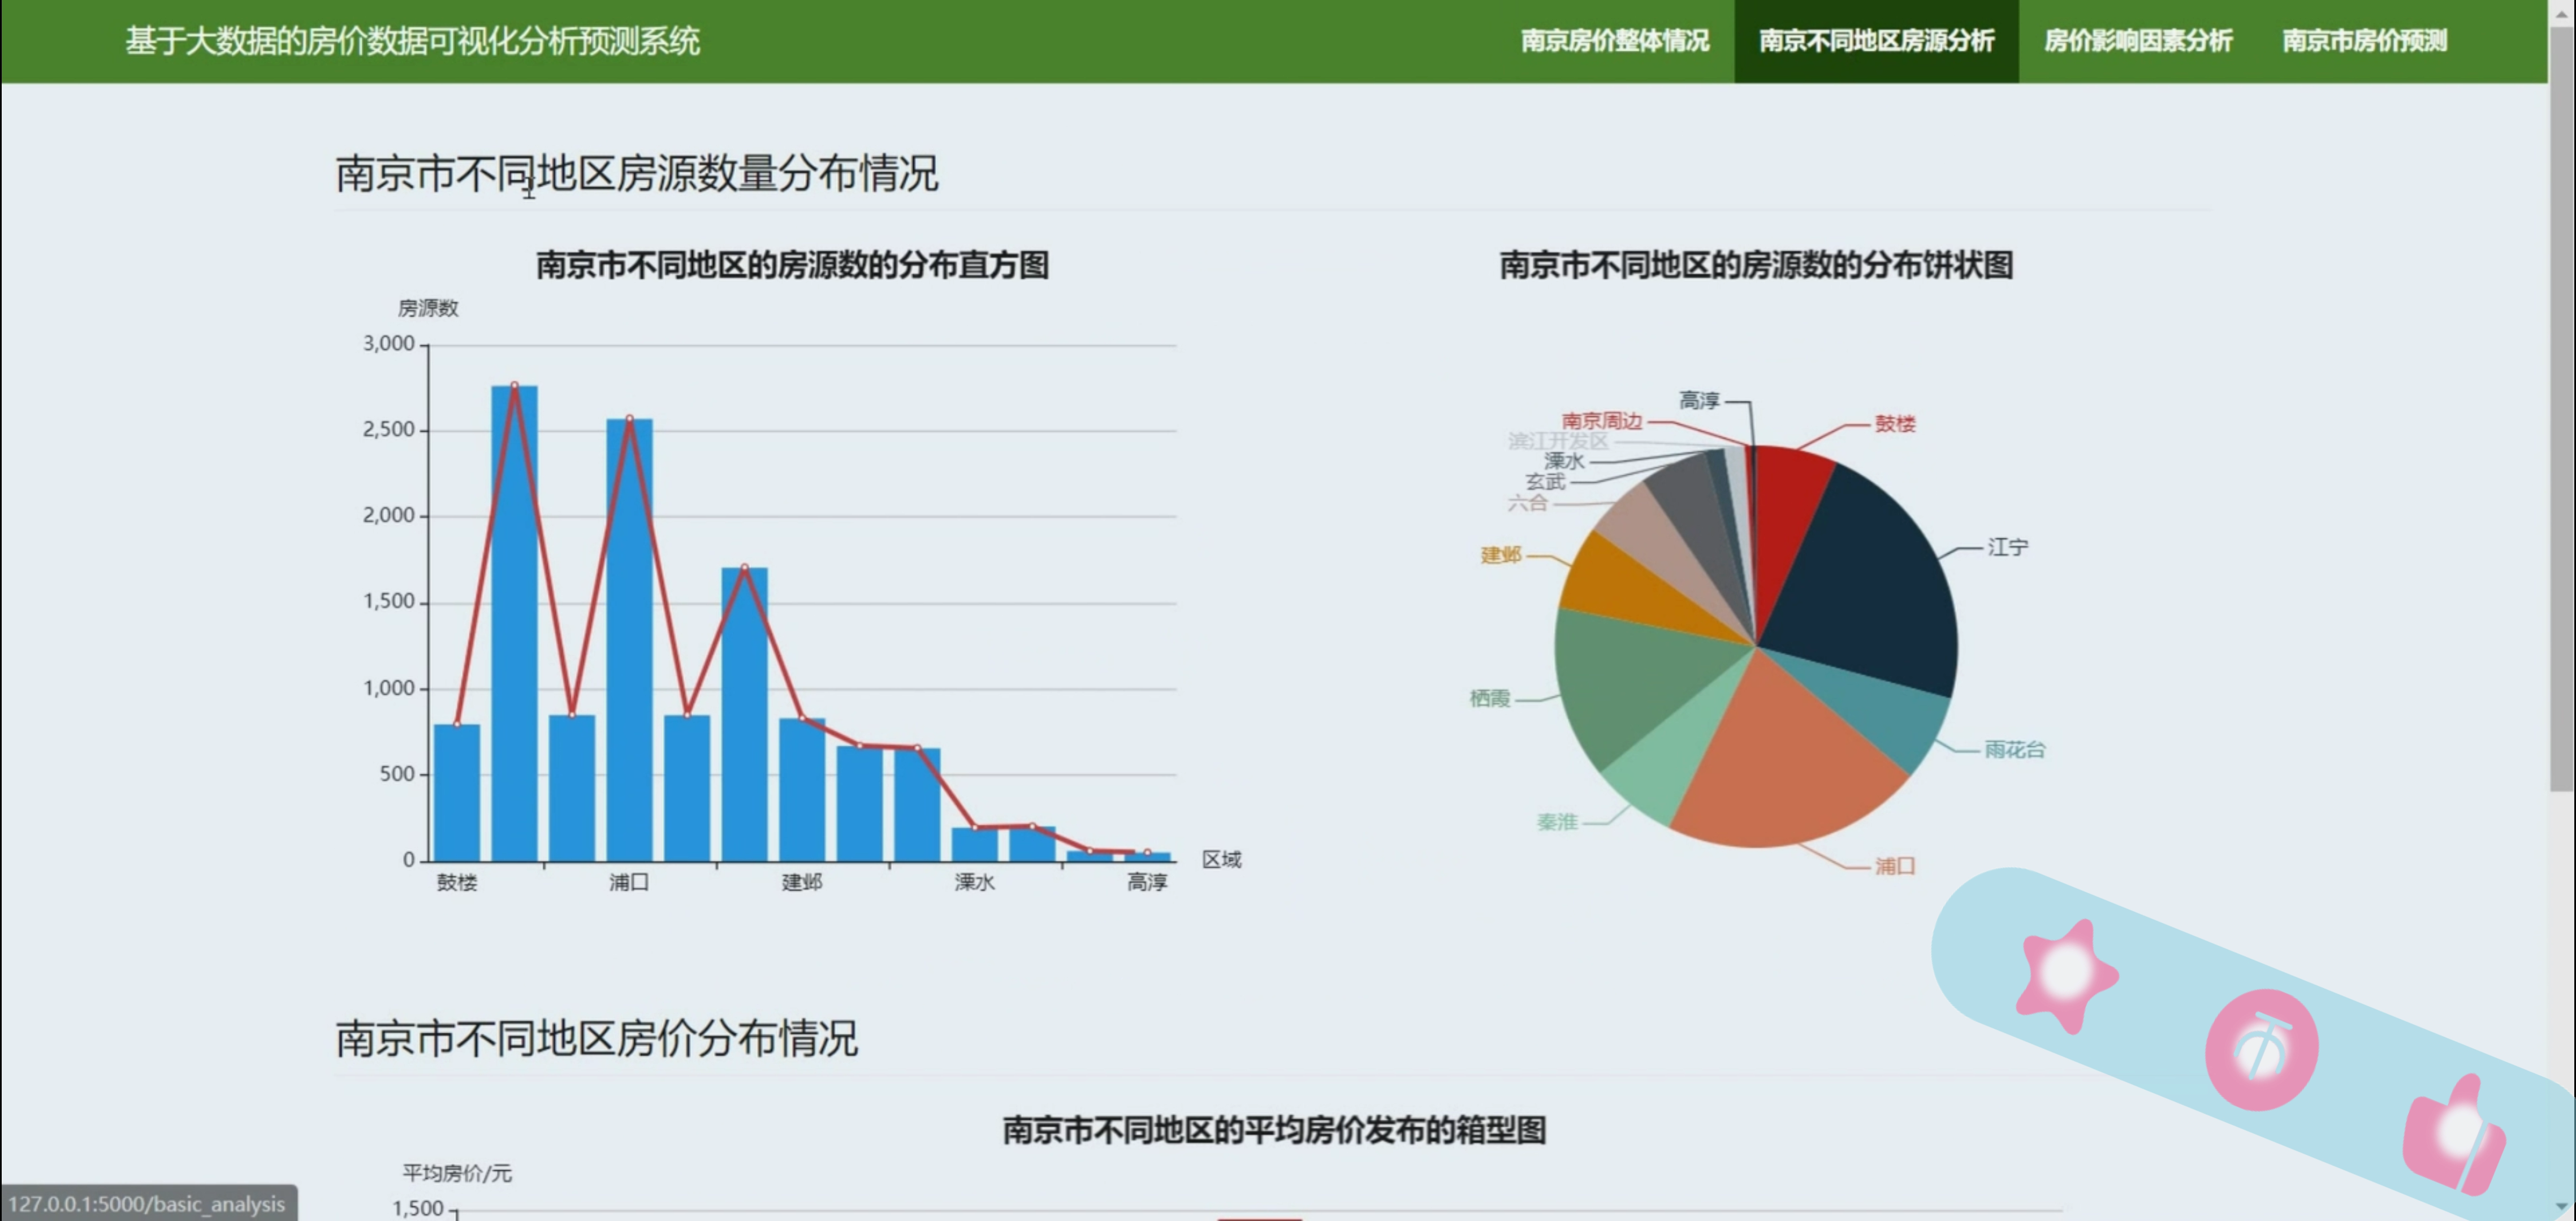 基于大数据的房价数据可视化分析预测系统
南京房价整体情况
南京不同地区房源分析
房价影响因素分析
南京市房价预测
南京市不同地区房源数量分布情况
南京市不同地区的房源数的分布直方图
房源数
3,000
2,500
2,000
1,500
1,000
500
0
鼓楼
浦口
建邺
溧水
高淳
区域
南京市不同地区的房源数的分布饼状图
高淳
南京周边
鼓楼
滨江开发区
溧水
玄武
六合
江宁
建邺
栖霞
雨花台
秦淮
浦口
南京市不同地区房价分布情况
南京市不同地区的平均房价发布的箱型图
平均房价/元
1,500
127.0.0.1:5000/basic_analysis